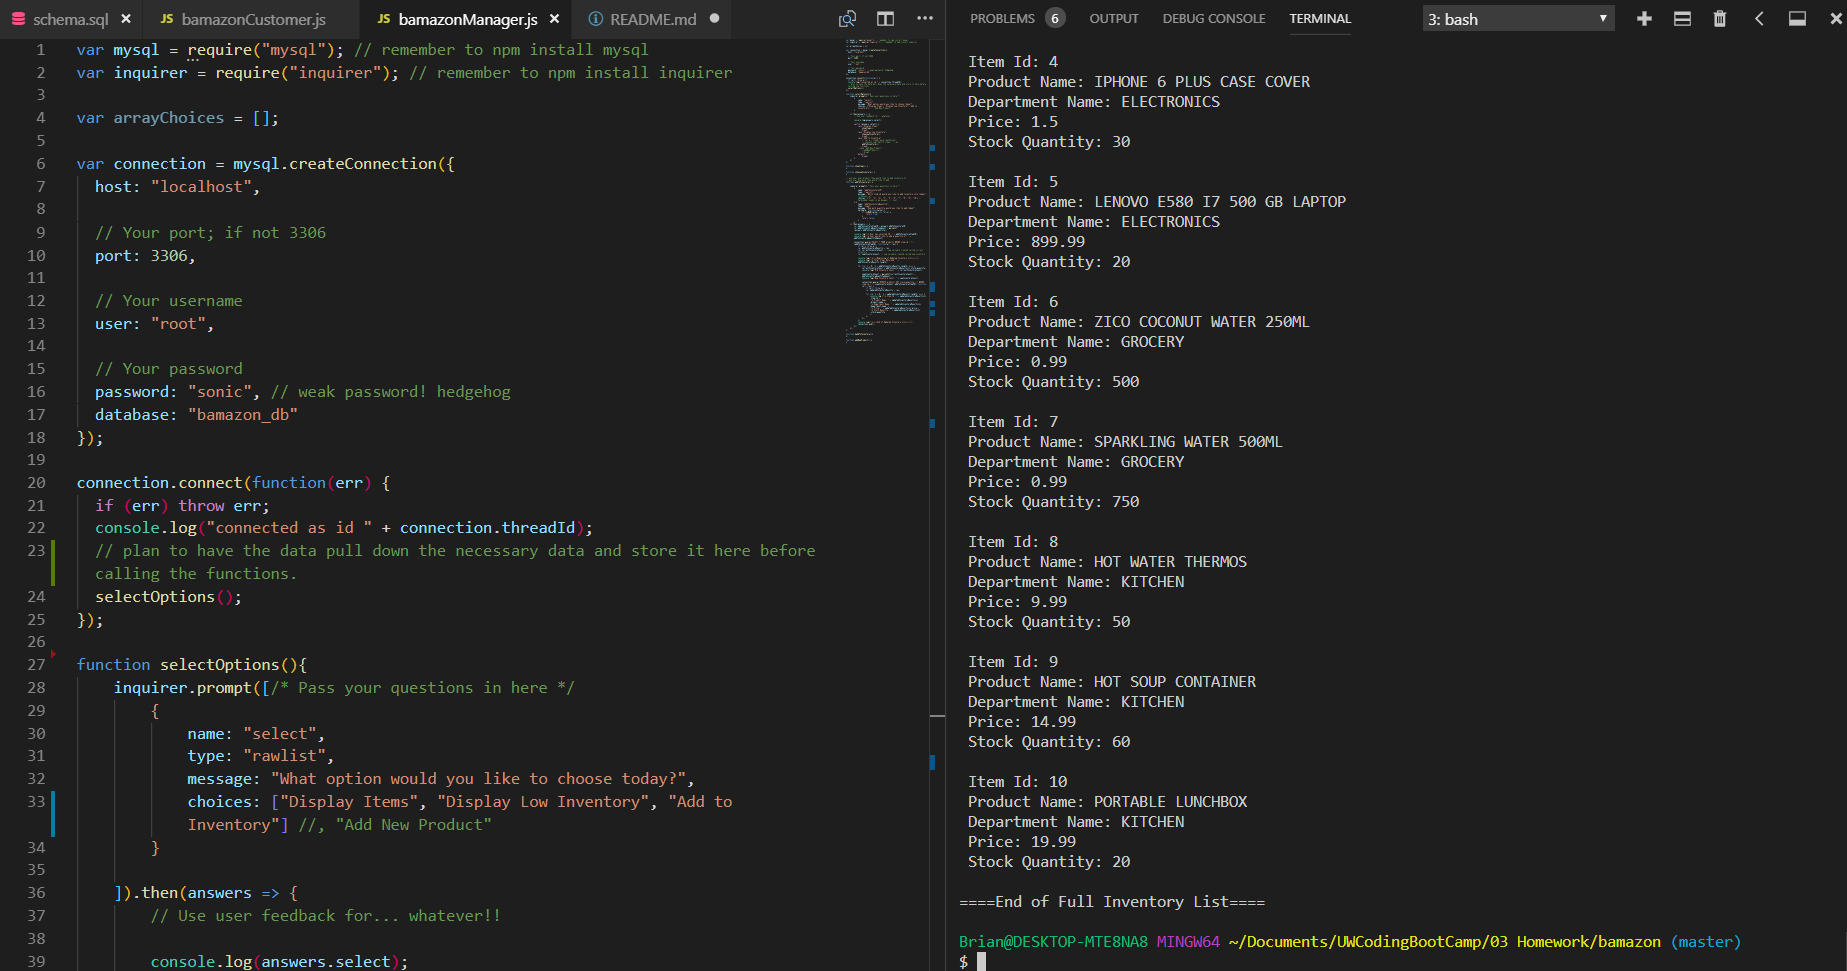 schema.sql ×
JS bamazonCustomer.js
JS bamazonManager.js ×
README.md ●
1 var mysql = require("mysql"); // remember to npm install mysql
2 var inquirer = require("inquirer"); // remember to npm install inquirer
3
4 var arrayChoices = [];
5
6 var connection = mysql.createConnection({
7 host: "localhost",
8
9 // Your port; if not 3306
10 port: 3306,
11
12 // Your username
13 user: "root",
14
15 // Your password
16 password: "sonic", // weak password! hedgehog
17 database: "bamazon_db"
18 });
19
20 connection.connect(function(err) {
21 if (err) throw err;
22 console.log("connected as id " + connection.threadId);
23 // plan to have the data pull down the necessary data and store it here before
calling the functions.
24 selectOptions();
25 });
26
27 function selectOptions(){
28 inquirer.prompt([/* Pass your questions in here */
29 {
30 name: "select",
31 type: "rawlist",
32 message: "What option would you like to choose today?",
33 choices: ["Display Items", "Display Low Inventory", "Add to
Inventory"] //, "Add New Product"
34 }
35
36 ]).then(answers => {
37 // Use user feedback for... whatever!!
38
39 console.log(answers.select);
PROBLEMS 6 OUTPUT DEBUG CONSOLE TERMINAL 3: bash
Item Id: 4
Product Name: IPHONE 6 PLUS CASE COVER
Department Name: ELECTRONICS
Price: 1.5
Stock Quantity: 30
Item Id: 5
Product Name: LENOVO E580 I7 500 GB LAPTOP
Department Name: ELECTRONICS
Price: 899.99
Stock Quantity: 20
Item Id: 6
Product Name: ZICO COCONUT WATER 250ML
Department Name: GROCERY
Price: 0.99
Stock Quantity: 500
Item Id: 7
Product Name: SPARKLING WATER 500ML
Department Name: GROCERY
Price: 0.99
Stock Quantity: 750
Item Id: 8
Product Name: HOT WATER THERMOS
Department Name: KITCHEN
Price: 9.99
Stock Quantity: 50
Item Id: 9
Product Name: HOT SOUP CONTAINER
Department Name: KITCHEN
Price: 14.99
Stock Quantity: 60
Item Id: 10
Product Name: PORTABLE LUNCHBOX
Department Name: KITCHEN
Price: 19.99
Stock Quantity: 20
====End of Full Inventory List====
Brian@DESKTOP-MTE8NA8 MINGW64 ~/Documents/UWCodingBootCamp/03 Homework/bamazon (master)
$